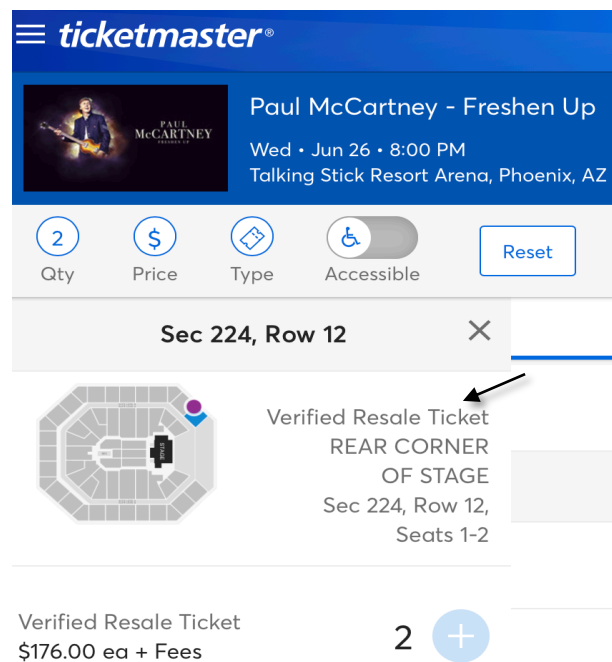 ticketmaster®
PAUL
McCARTNEY
FRESHEN UP
Paul McCartney - Freshen Up
Wed • Jun 26 • 8:00 PM
Talking Stick Resort Arena, Phoenix, AZ
2
$
Qty
Price
Type
Accessible
Reset
Sec 224, Row 12
STAGE
Verified Resale Ticket
REAR CORNER
OF STAGE
Sec 224, Row 12,
Seats 1-2
Verified Resale Ticket
$176.00 ea + Fees
2